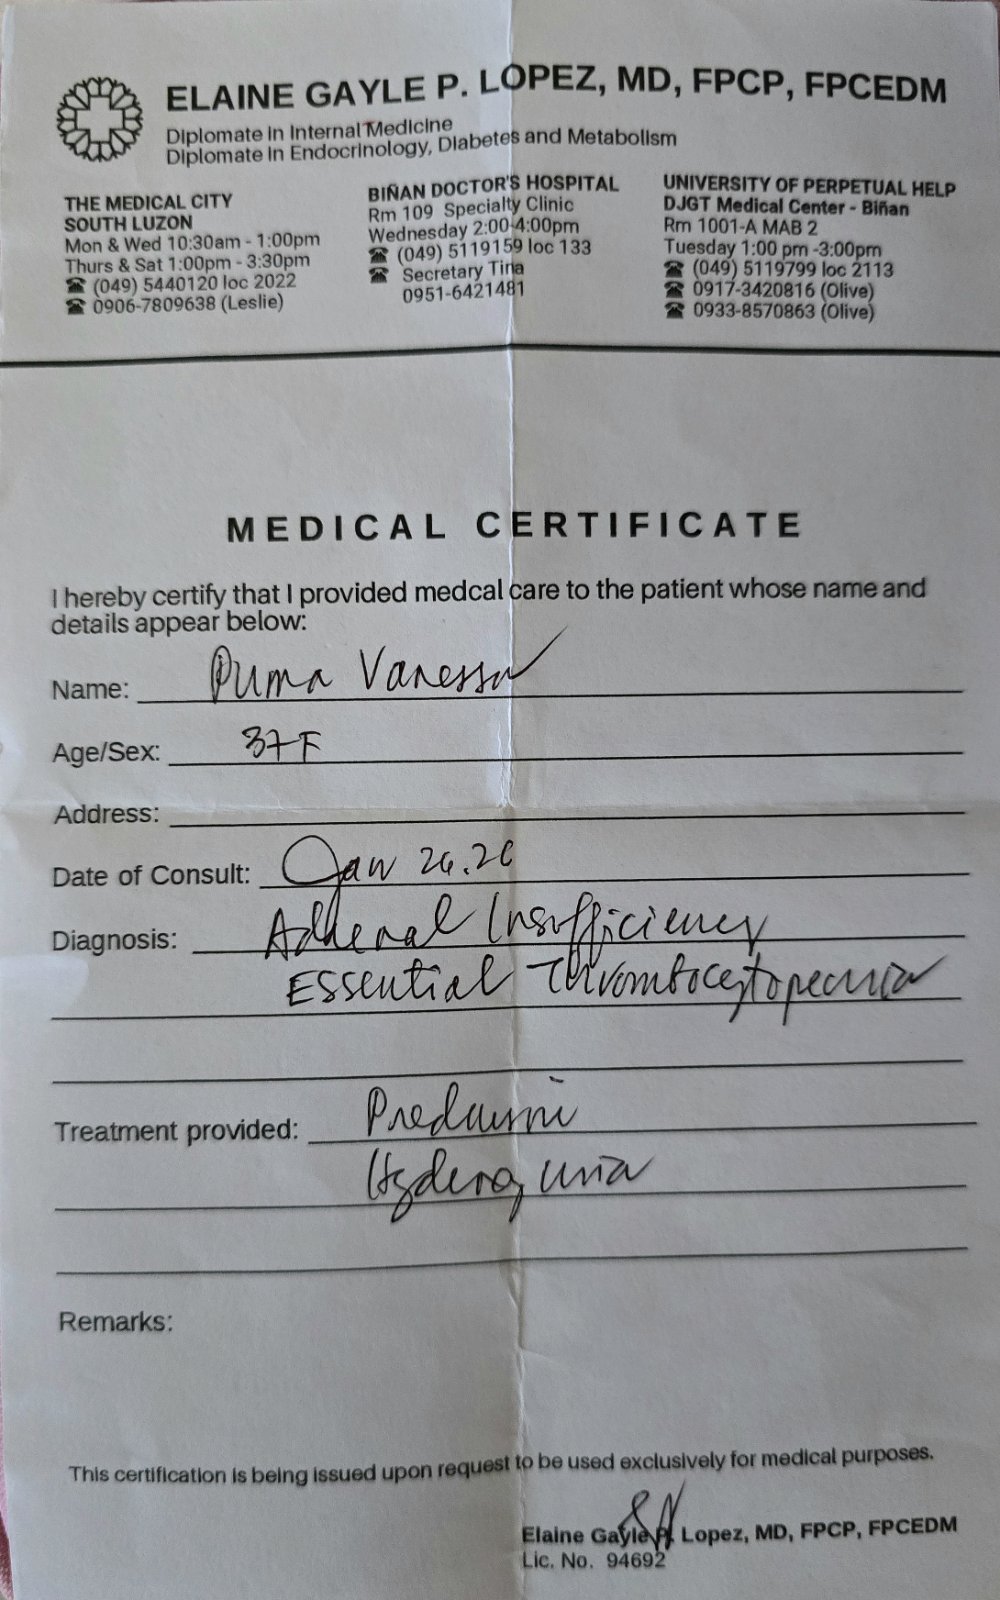 ELAINE GAYLE P. LOPEZ, MD, FPCP, FPCEDM
Diplomate in Internal Medicine
Diplomate in Endocrinology, Diabetes and Metabolism
THE MEDICAL CITY
SOUTH LUZON
Mon & Wed 10:30am - 1:00pm
Thurs & Sat 1:00pm - 3:30pm
☎ (049) 5440120 loc 2022
☎ 0906-7809638 (Leslie)
BIÑAN DOCTOR'S HOSPITAL
Rm 109 Specialty Clinic
Wednesday 2:00-4:00pm
☎ (049) 5119159 loc 133
☎ Secretary Tina
0951-6421481
UNIVERSITY OF PERPETUAL HELP
DJGT Medical Center - Biñan
Rm 1001-A MAB 2
Tuesday 1:00 pm -3:00pm
☎ (049) 5119799 loc 2113
☎ 0917-3420816 (Olive)
☎ 0933-8570863 (Olive)
MEDICAL CERTIFICATE
I hereby certify that I provided medcal care to the patient whose name and
details appear below:
Name: Puma Vanessa
Age/Sex: 37 F
Address:
Date of Consult: Jan 26.26
Diagnosis: Adrenal Insufficiency
Essential
Treatment provided:
Remarks:
This certification is being issued upon request to be used exclusively for medical purposes.
Elaine Gayle P. Lopez, MD, FPCP, FPCEDM
Lic. No. 94692